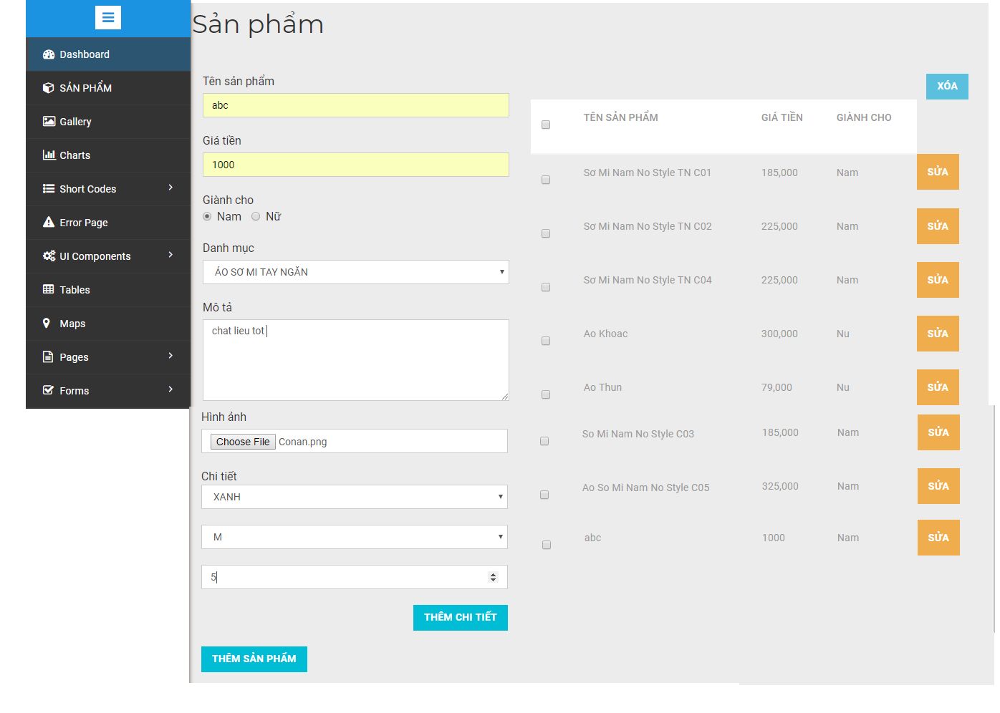 Sản phẩm
Dashboard
SẢN PHẨM
Gallery
Charts
Short Codes
Error Page
UI Components
Tables
Maps
Pages
Forms
Tên sản phẩm
abc
Giá tiền
1000
Giành cho
Nam Nữ
Danh mục
ÁO SƠ MI TAY NGĂN
Mô tả
chat lieu tot
Hình ảnh
Choose File Conan.png
Chi tiết
XANH
M
5
THÊM CHI TIẾT
THÊM SẢN PHẨM
XÓA
TÊN SẢN PHẨM GIÁ TIỀN GIÀNH CHO
Sơ Mi Nam No Style TN C01 185,000 Nam SỬA
Sơ Mi Nam No Style TN C02 225,000 Nam SỬA
Sơ Mi Nam No Style TN C04 225,000 Nam SỬA
Ao Khoac 300,000 Nu SỬA
Ao Thun 79,000 Nu SỬA
So Mi Nam No Style C03 185,000 Nam SỬA
Ao So Mi Nam No Style C05 325,000 Nam SỬA
abc 1000 Nam SỬA